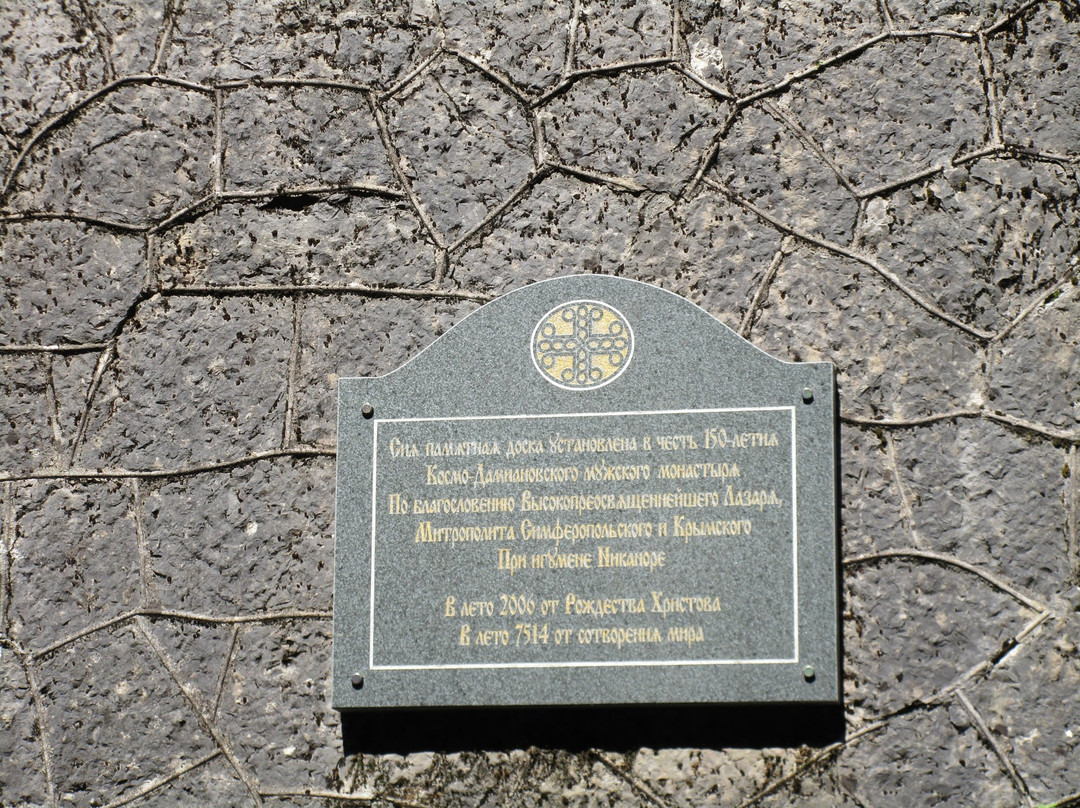 Сия памятная доска установлена в честь 150-летия
Космо-Дамиановского мужского монастыря
По благословению Высокопреосвященнейшего Лазаря,
Митрополита Симферопольского и Крымского
При игумене Никаноре
В лето 2006 от Рождества Христова
В лето 7514 от сотворения мира